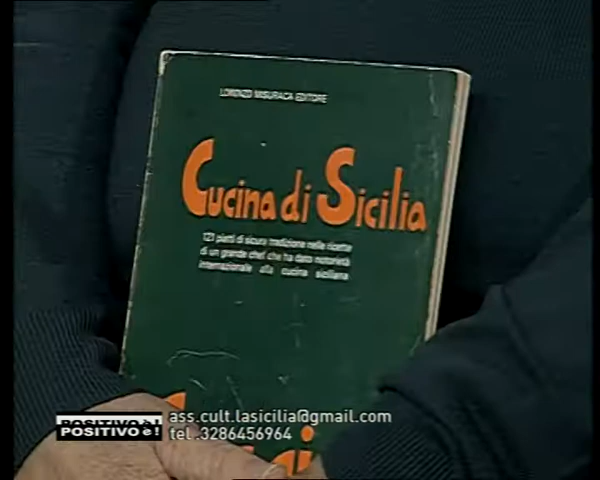 LORENZO MISURACA EDITORE
Cucina di Sicilia
121 piatti di sicura tradizione nelle ricette
di un grande chef che ha dato notorietà
internazionale alla cucina siciliana
POSITIVO è!
POSITIVO è!
ass.cult.lasicilia@gmail.com
tel.3286456964